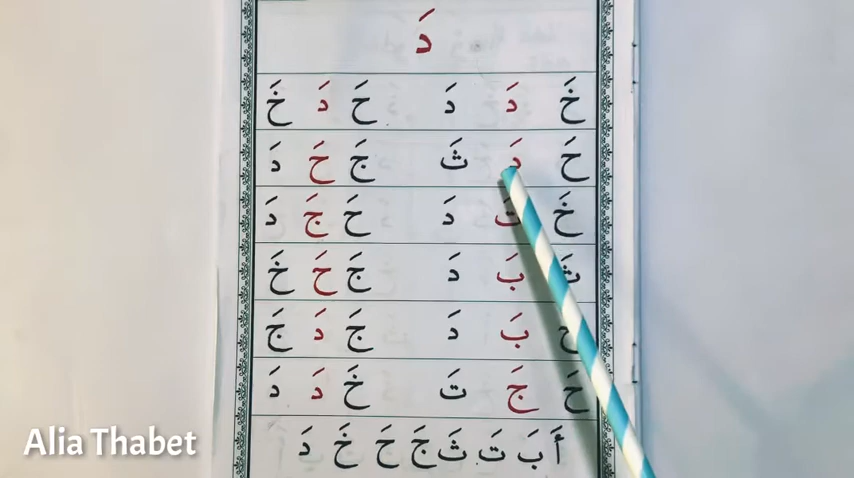 دَ
خَ دَ دَ حَ دَ خَ
حَ دَ ثَ جَ حَ دَ
خَ تَ دَ حَ جَ دَ
ثَ بَ دَ جَ حَ خَ
بَ دَ جَ دَ جَ
حَ جَ تَ خَ دَ دَ
أَ بَ تَ ثَ جَ حَ خَ دَ
Alia Thabet